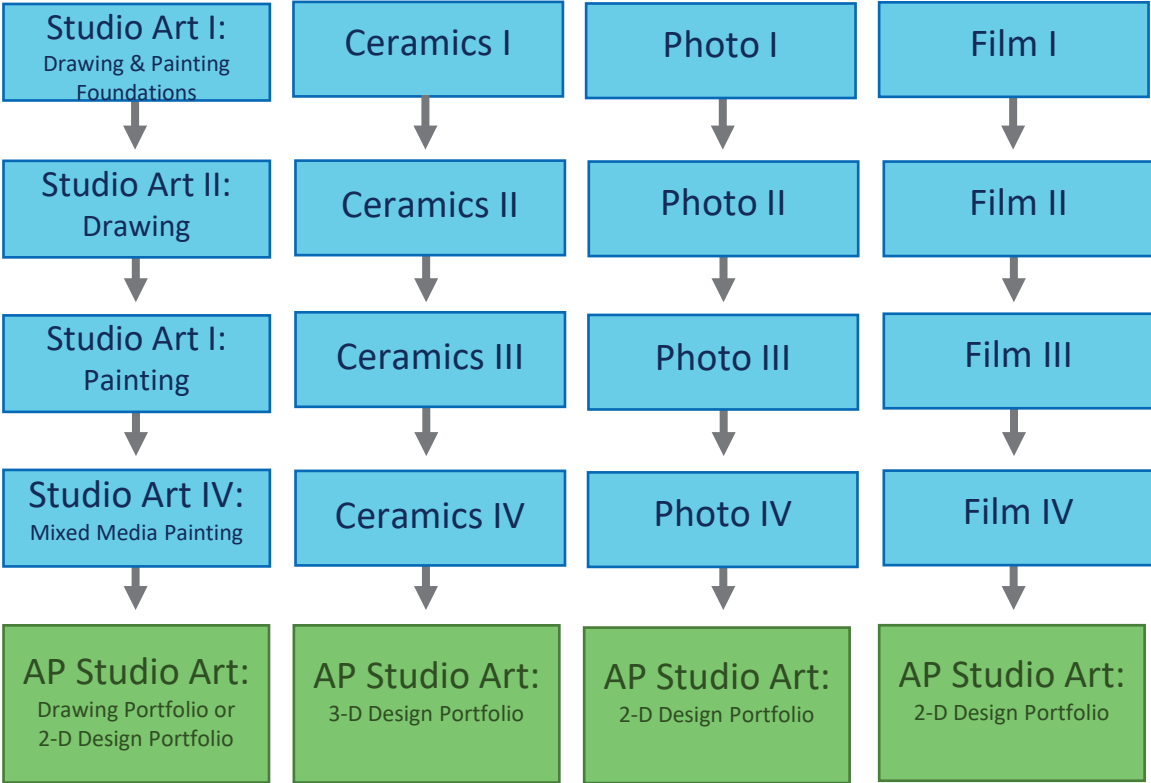 Studio Art I:
Drawing & Painting
Foundations
Ceramics I
Photo I
Film I
Studio Art II:
Drawing
Ceramics II
Photo II
Film II
Studio Art I:
Painting
Ceramics III
Photo III
Film III
Studio Art IV:
Mixed Media Painting
Ceramics IV
Photo IV
Film IV
AP Studio Art:
Drawing Portfolio or
2-D Design Portfolio
AP Studio Art:
3-D Design Portfolio
AP Studio Art:
2-D Design Portfolio
AP Studio Art:
2-D Design Portfolio